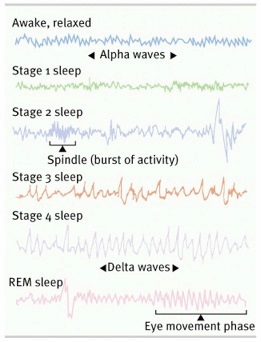 Awake, relaxed
Alpha waves
Stage 1 sleep
Stage 2 sleep
Spindle (burst of activity)
Stage 3 sleep
Stage 4 sleep
Delta waves
REM sleep
Eye movement phase